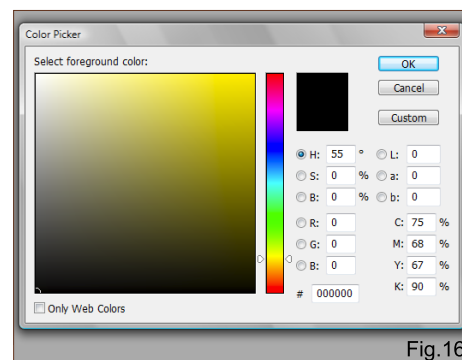 Color Picker
Select foreground color:
OK
Cancel
Custom
H: 55 ° L: 0
S: 0 % a: 0
B: 0 % b: 0
R: 0 C: 75 %
G: 0 M: 68 %
B: 0 Y: 67 %
# 000000 K: 90 %
Only Web Colors
Fig.16